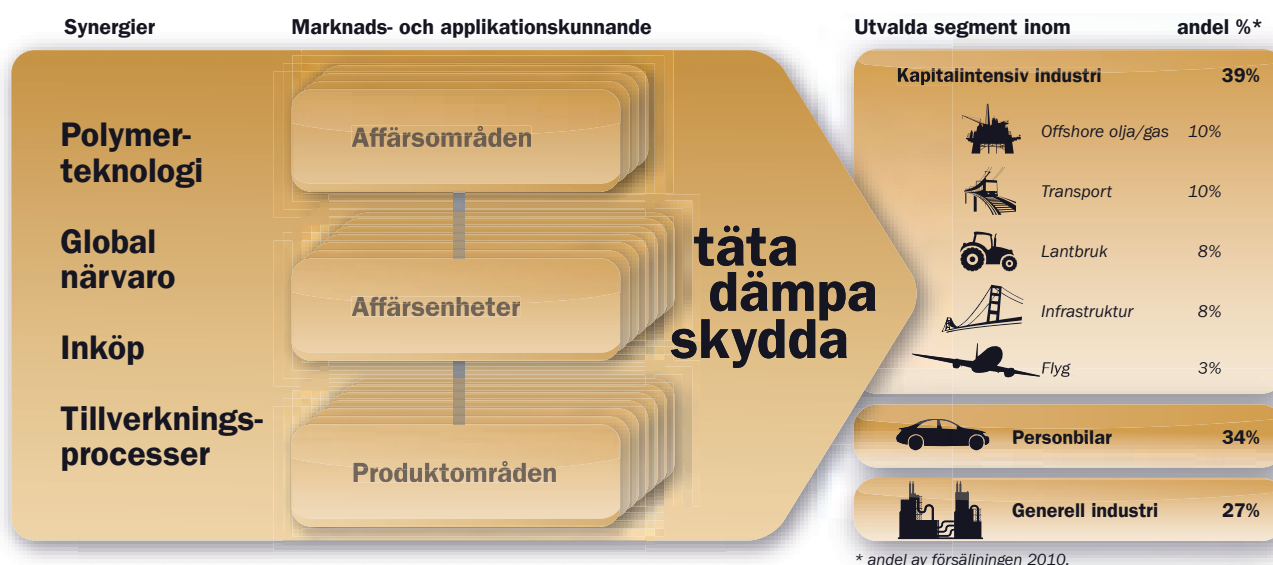 Synergier
Marknads- och applikationskunnande
Utvalda segment inom
andel %*
Polymer-
teknologi
Global
närvaro
Inköp
Tillverknings-
processer
Affärsområden
Affärsenheter
Produktområden
täta
dämpa
skydda
Kapitalintensiv industri 39%
Offshore olja/gas 10%
Transport 10%
Lantbruk 8%
Infrastruktur 8%
Flyg 3%
Personbilar 34%
Generell industri 27%
* andel av försäljningen 2010.